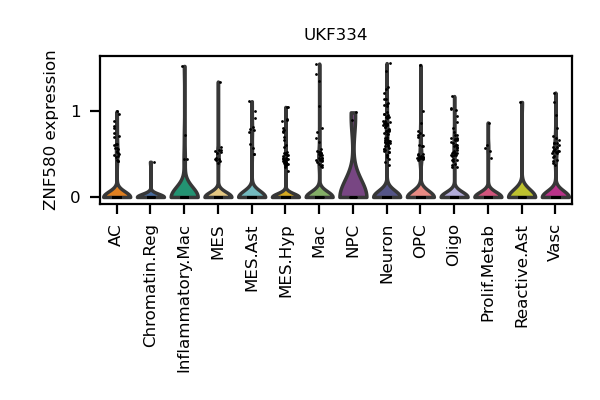 UKF334
ZNF580 expression
1
0
AC
Chromatin.Reg
Inflammatory.Mac
MES
MES.Ast
MES.Hyp
Mac
NPC
Neuron
OPC
Oligo
Prolif.Metab
Reactive.Ast
Vasc